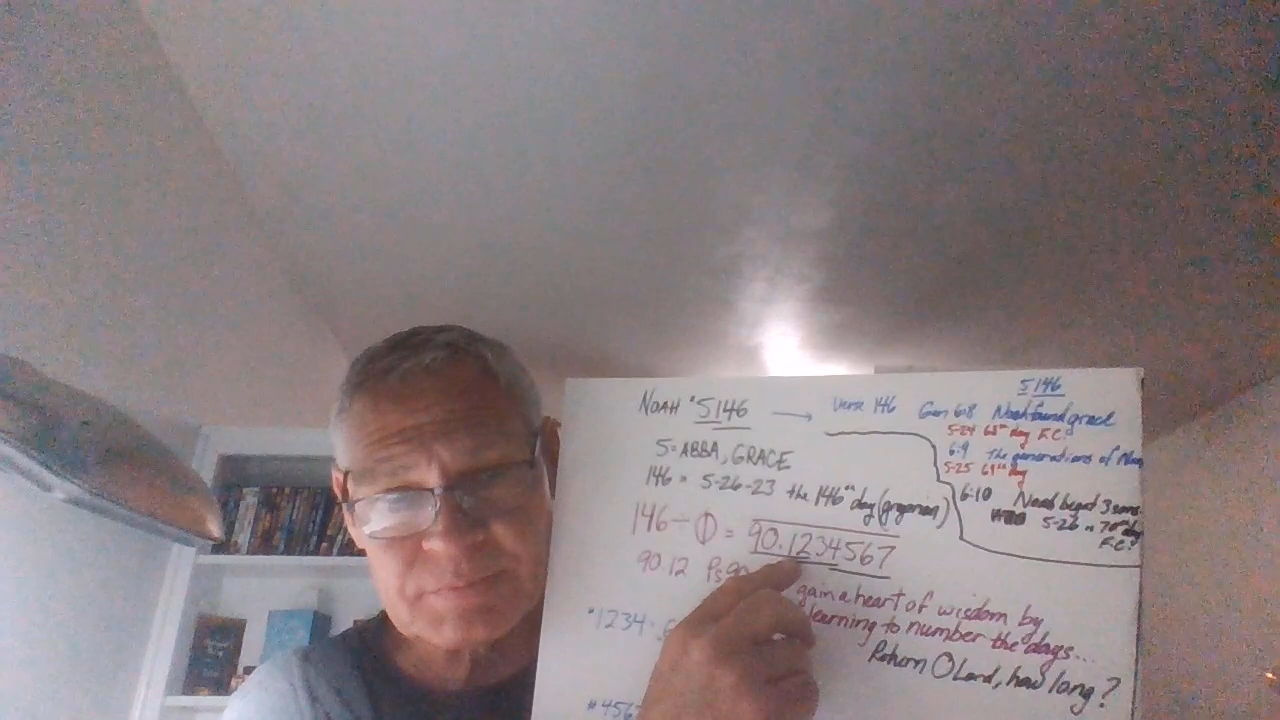 5146
NOAH #5146 → verse 146 Gen 6:8 Noah found grace
5-24 68th day F.C?
6:9 The generations of Noah
5-25 69th day
5=ABBA, GRACE
146 = 5-26-23 the 146th day (gregorian)
6:10 Noah begat 3 sons
5-26 = 70th day
F.C?
146 ÷ Φ = 90.1234567
90.12 Ps 90
gain a heart of wisdom by
learning to number the days...
Return O Lord, how long?
#1234
#456